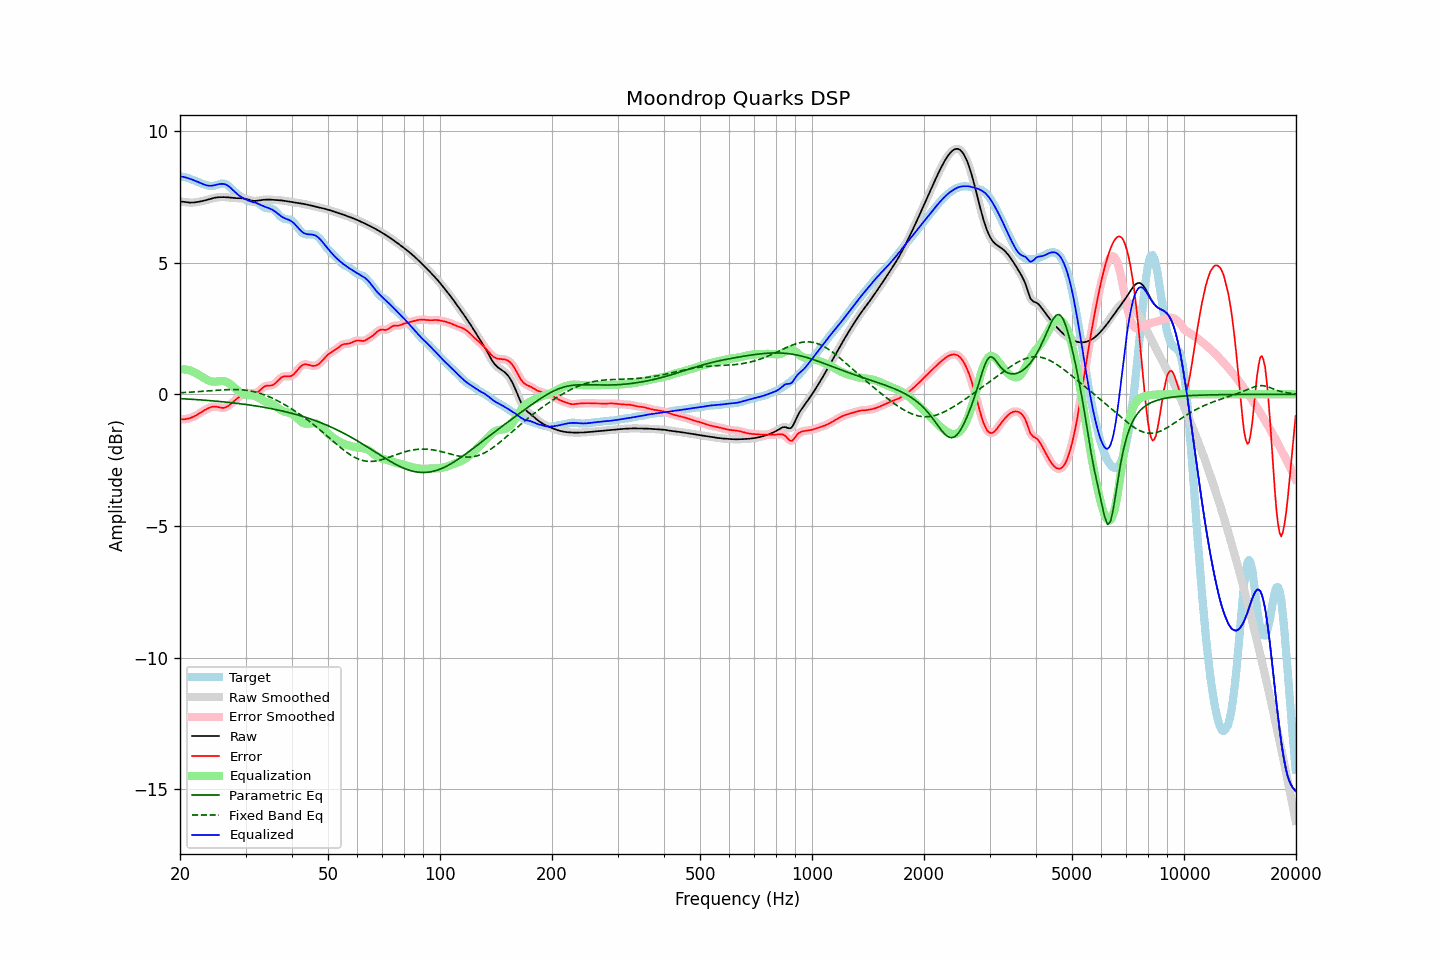 Moondrop Quarks DSP
Amplitude (dBr)
10
5
0
−5
−10
−15
Target
Raw Smoothed
Error Smoothed
Raw
Error
Equalization
Parametric Eq
Fixed Band Eq
Equalized
20 50 100 200 500 1000 2000 5000 10000 20000
Frequency (Hz)